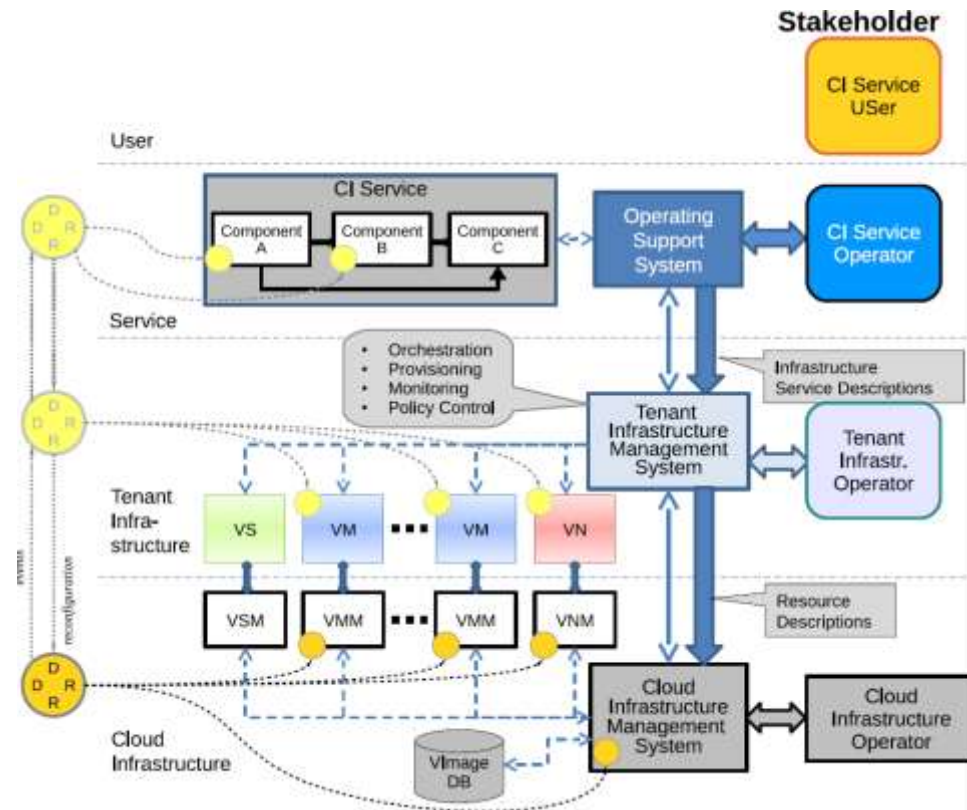 Stakeholder
CI Service
USer
User
CI Service
Component
A
Component
B
Component
C
Operating
Support
System
CI Service
Operator
D
D R
R
Service
• Orchestration
• Provisioning
• Monitoring
• Policy Control
Infrastructure
Service Descriptions
D
D R
R
Tenant
Infrastructure
Management
System
Tenant
Infrastr.
Operator
Tenant
Infra-
structure
VS
VM
VM
VN
reconfiguration
Resource
Descriptions
VSM
VMM
VMM
VNM
D
D R
R
Cloud
Infrastructure
Management
System
Cloud
Infrastructure
Operator
Cloud
Infrastructure
VImage
DB